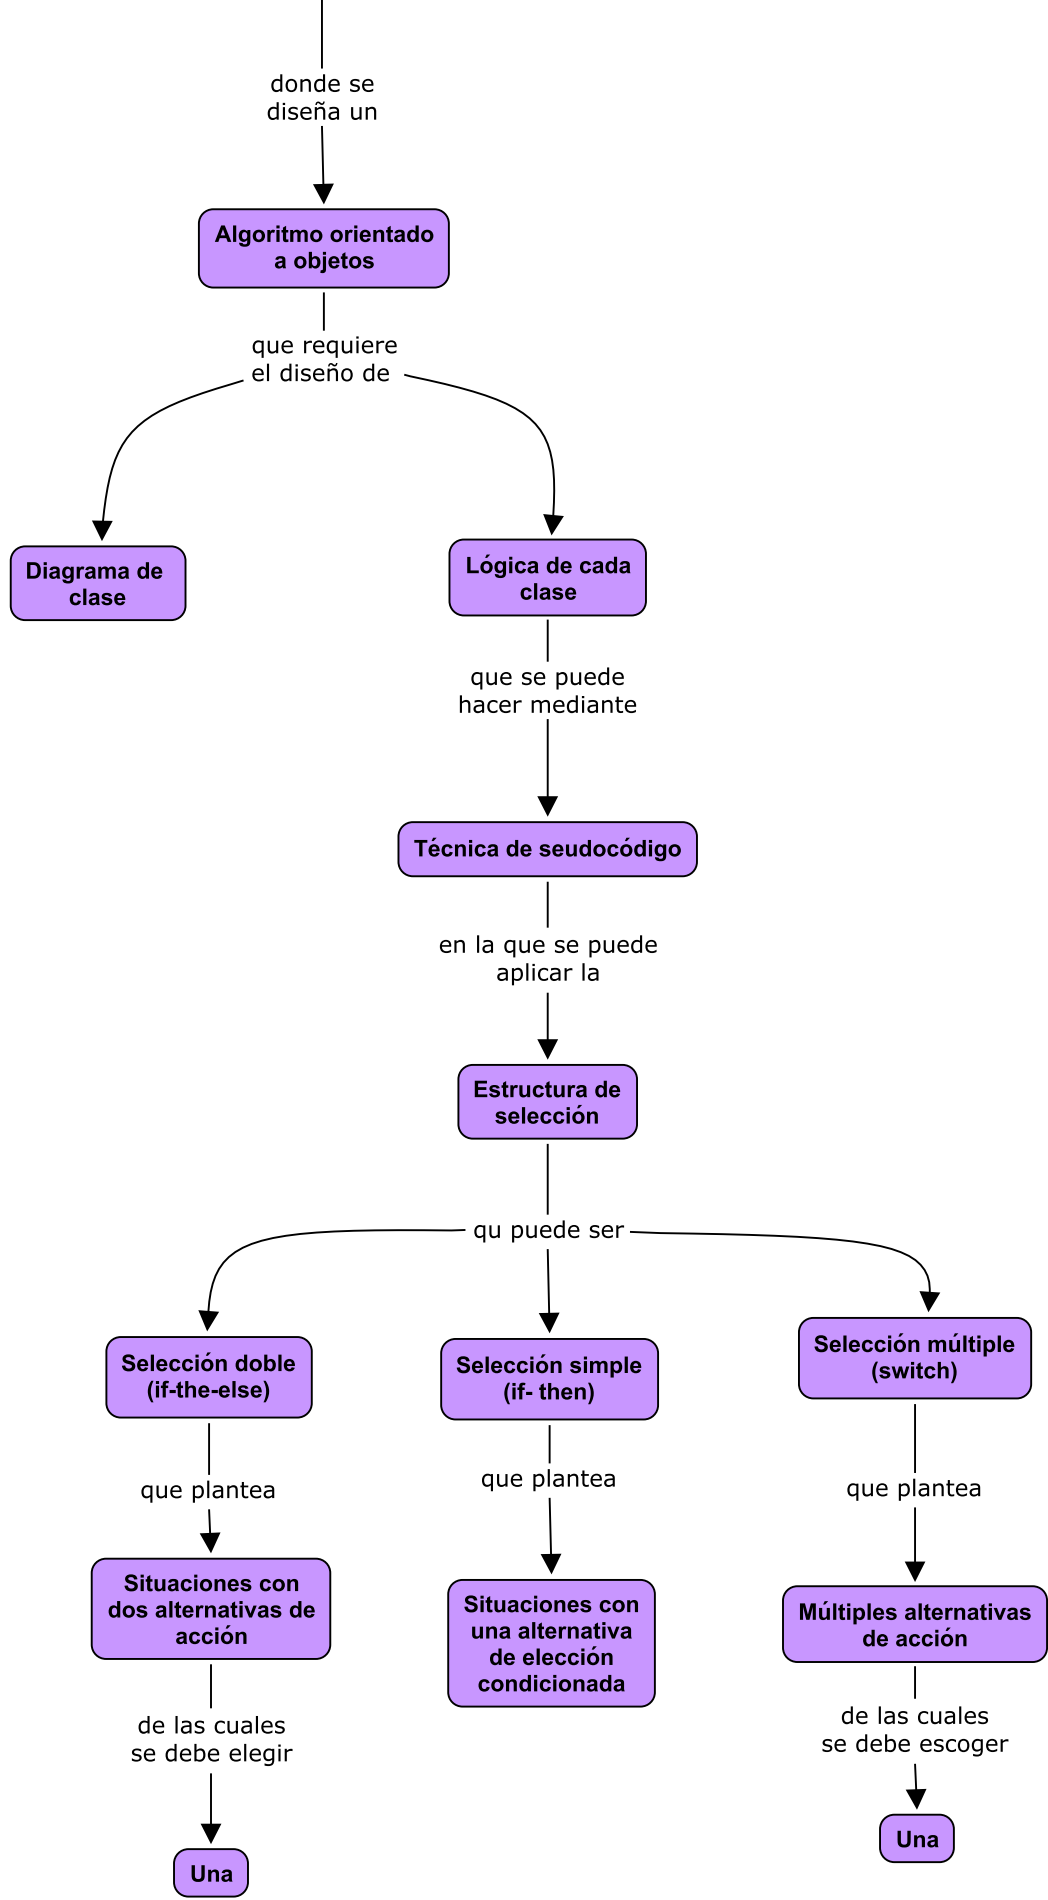 donde se
diseña un
Algoritmo orientado
a objetos
que requiere
el diseño de
Diagrama de
clase
Lógica de cada
clase
que se puede
hacer mediante
Técnica de seudocódigo
en la que se puede
aplicar la
Estructura de
selección
qu puede ser
Selección doble
(if-the-else)
Selección simple
(if- then)
Selección múltiple
(switch)
que plantea
que plantea
que plantea
Situaciones con
dos alternativas de
acción
Situaciones con
una alternativa
de elección
condicionada
Múltiples alternativas
de acción
de las cuales
se debe elegir
de las cuales
se debe escoger
Una
Una